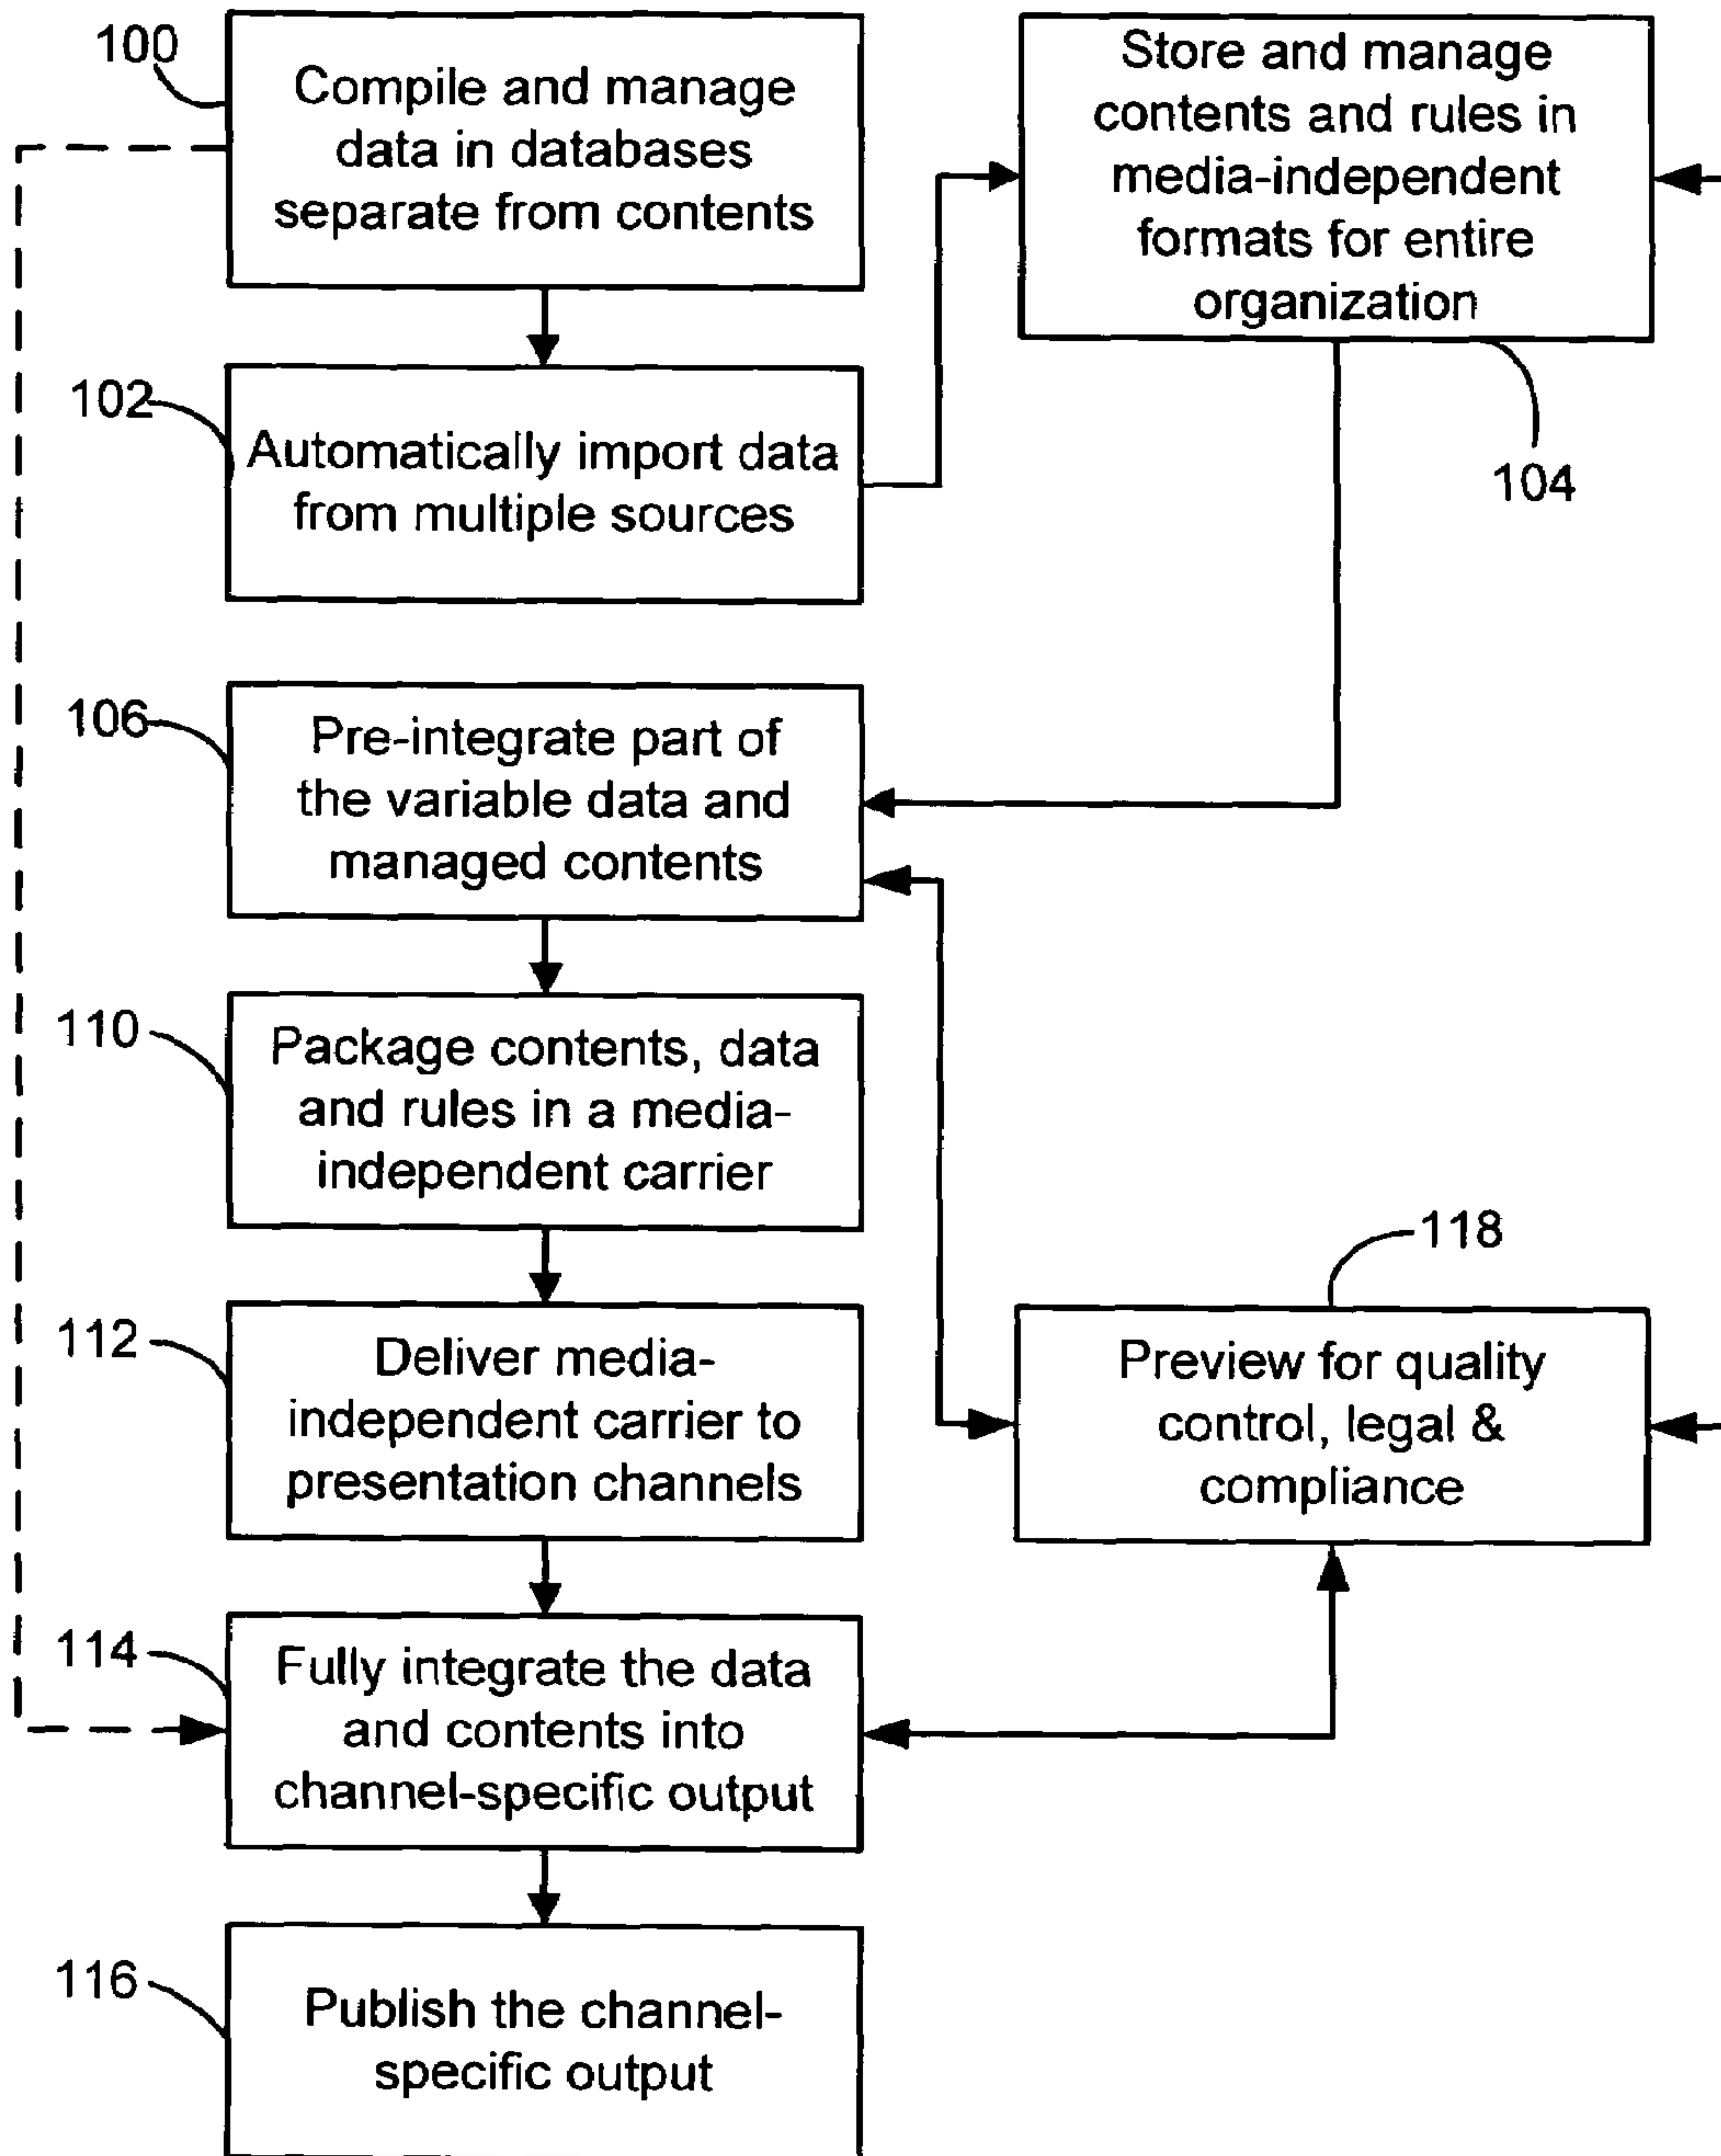 100
Compile and manage
data in databases
separate from contents
Store and manage
contents and rules in
media-independent
formats for entire
organization
102
Automatically import data
from multiple sources
104
106
Pre-integrate part of
the variable data and
managed contents
110
Package contents, data
and rules in a media-
independent carrier
118
112
Deliver media-
independent carrier to
presentation channels
Preview for quality
control, legal &
compliance
114
Fully integrate the data
and contents into
channel-specific output
116
Publish the channel-
specific output